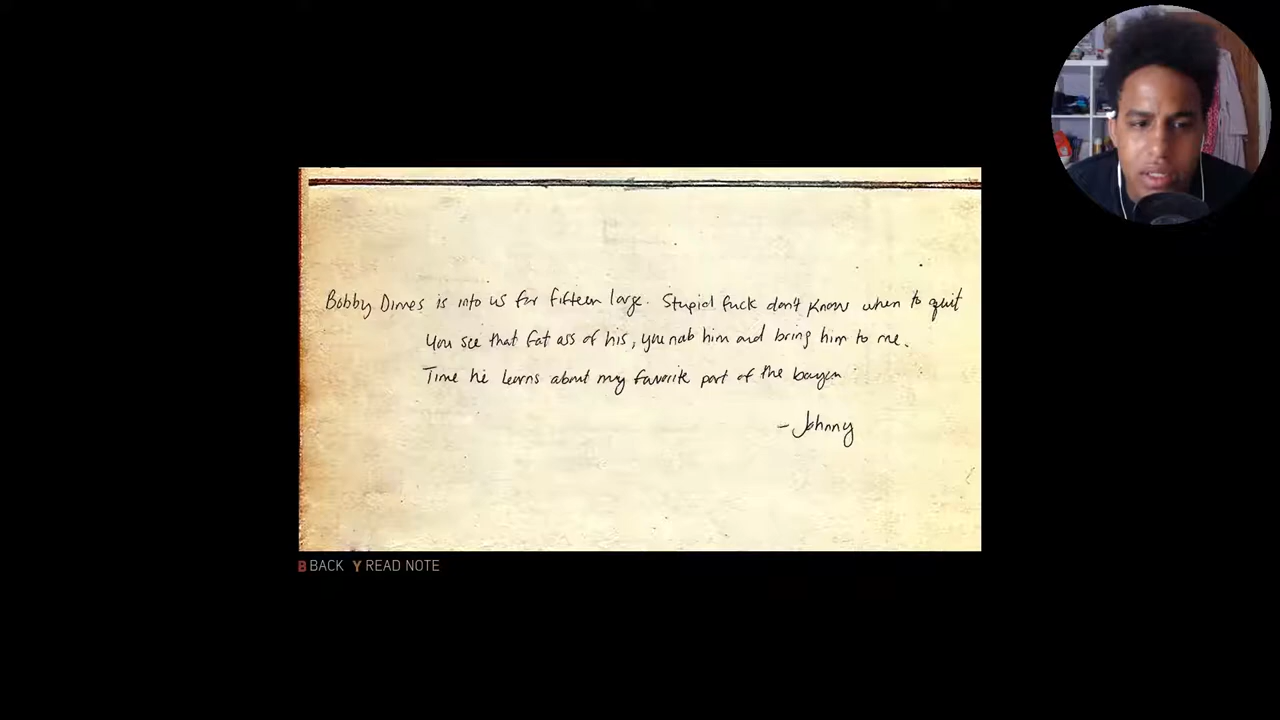 Bobby Dimes is into us for fifteen large. Stupid fuck don't know when to quit
You see that fat ass of his, you nab him and bring him to me.
Time he learns about my favorite part of the bayou
- Johnny
B BACK Y READ NOTE